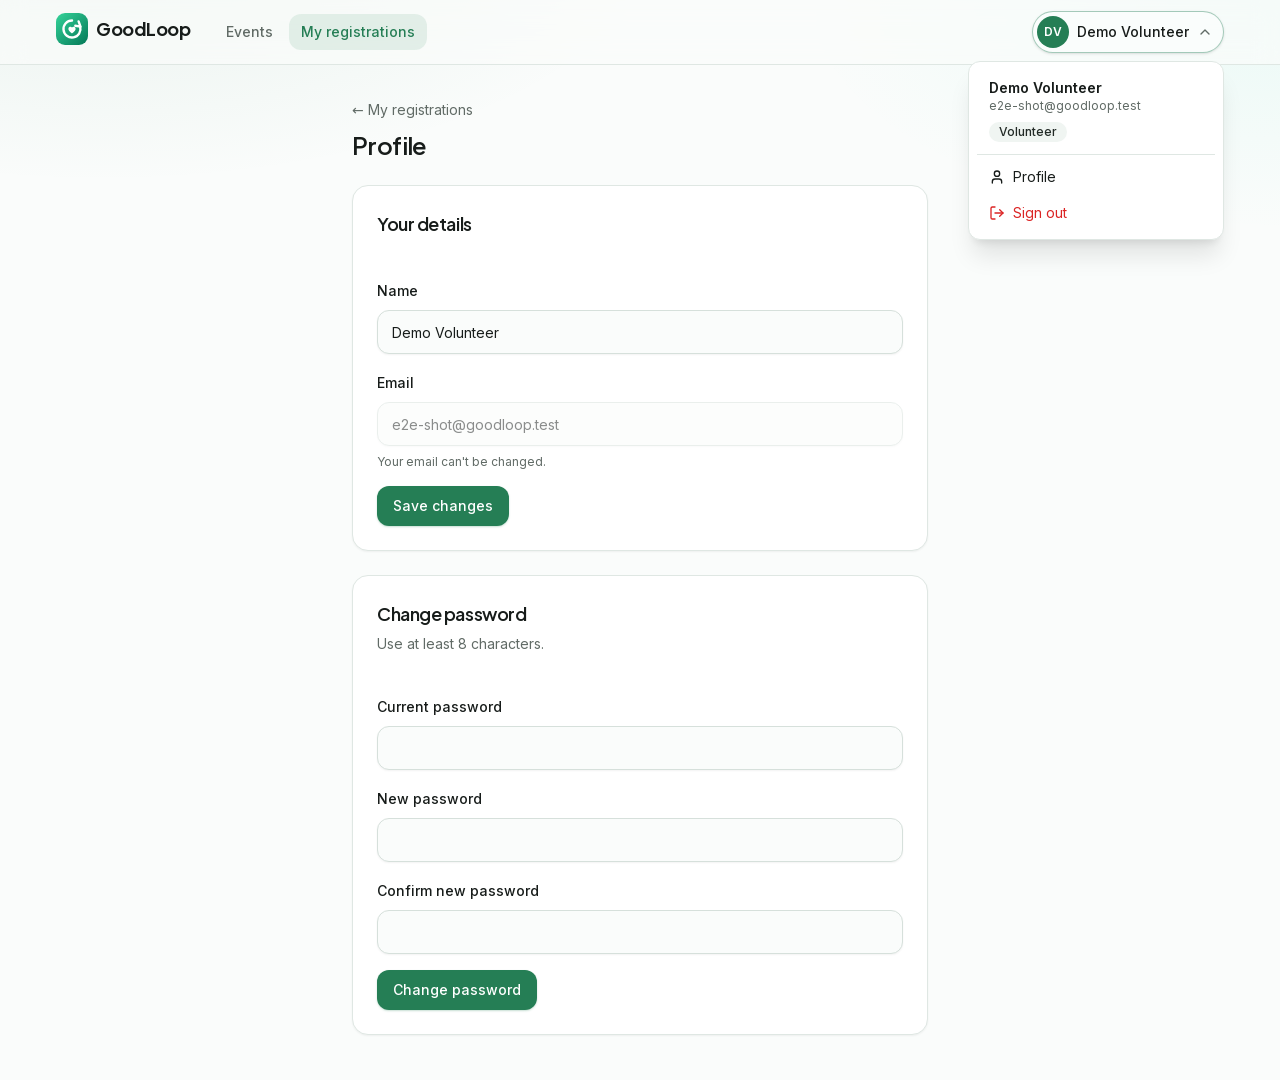 GoodLoop
Events
My registrations
DV
Demo Volunteer
Demo Volunteer
e2e-shot@goodloop.test
Volunteer
Profile
Sign out
← My registrations
Profile
Your details
Name
Demo Volunteer
Email
e2e-shot@goodloop.test
Your email can't be changed.
Save changes
Change password
Use at least 8 characters.
Current password
New password
Confirm new password
Change password